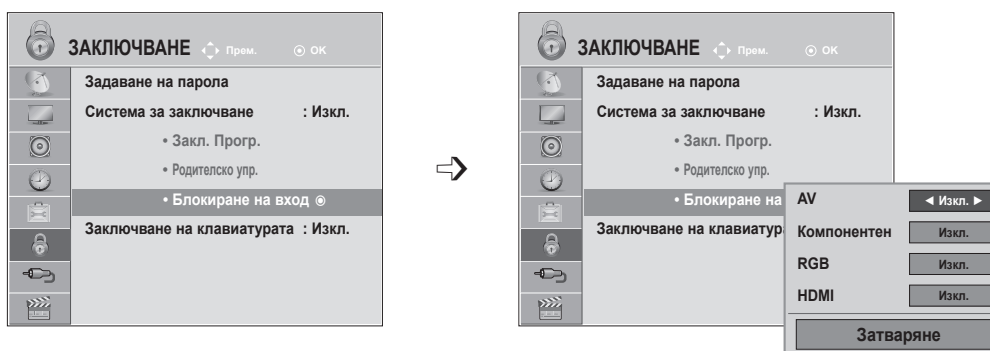 ЗАКЛЮЧВАНЕ Прем. OK
Задаване на парола
Система за заключване : Изкл.
• Закл. Прогр.
• Родителско упр.
• Блокиране на вход
Заключване на клавиатурата : Изкл.
ЗАКЛЮЧВАНЕ Прем. OK
Задаване на парола
Система за заключване : Изкл.
• Закл. Прогр.
• Родителско упр.
• Блокиране на
Заключване на клавиатур
AV ◄ Изкл. ►
Компонентен Изкл.
RGB Изкл.
HDMI Изкл.
Затваряне